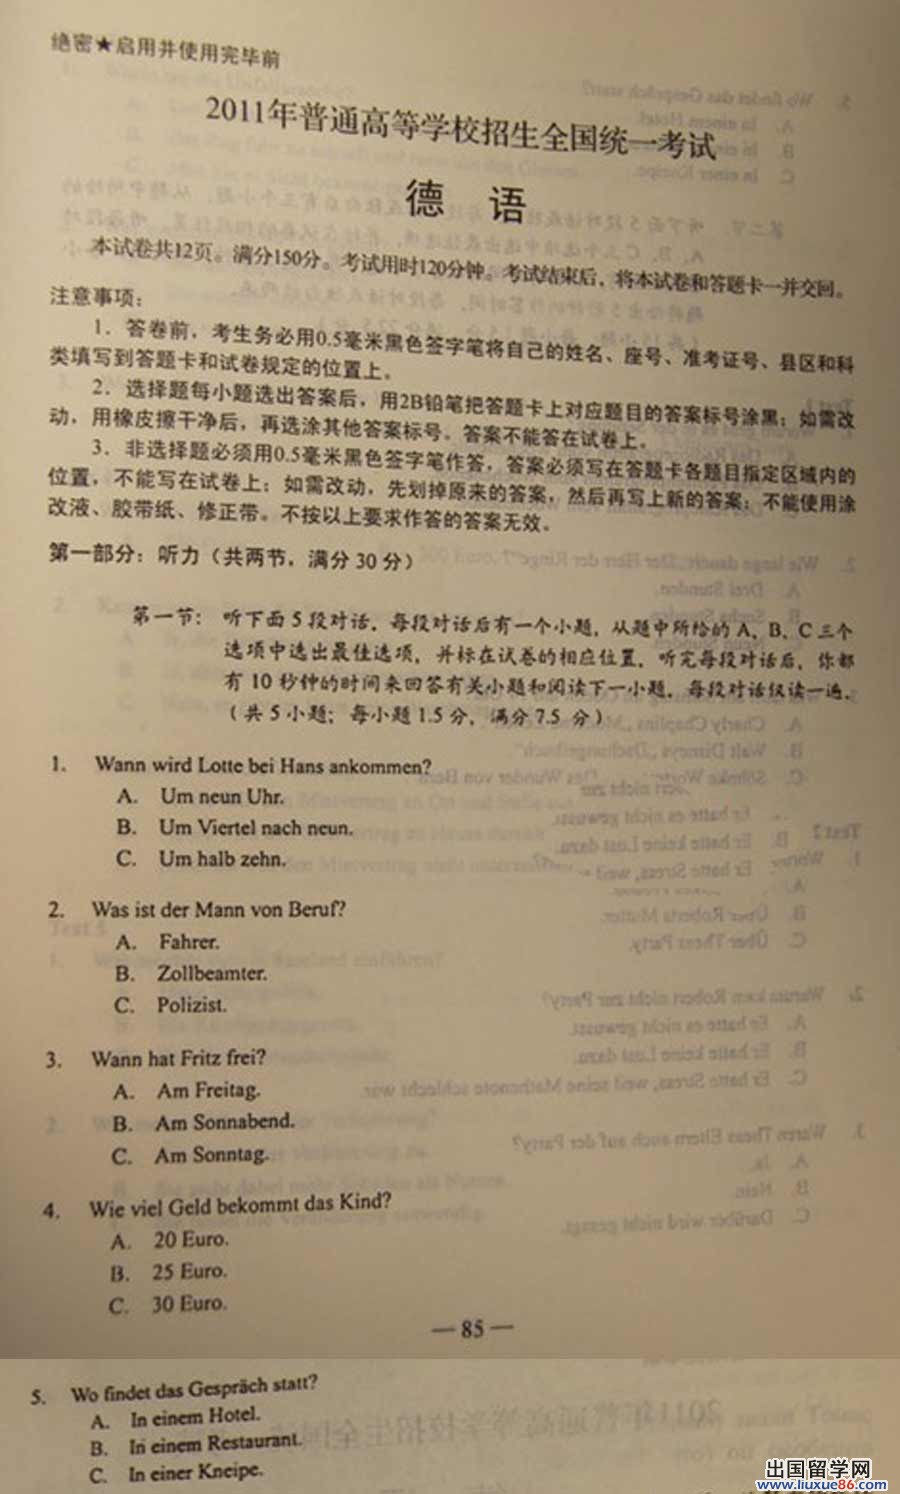 绝密★启用并使用完毕前
2011年普通高等学校招生全国统一考试
德 语
本试卷共12页。满分150分。考试用时120分钟。考试结束后，将本试卷和答题卡一并交回。
注意事项：
1．答卷前，考生务必用0.5毫米黑色签字笔将自己的姓名、座号、准考证号、县区和科
类填写到答题卡和试卷规定的位置上。
2．选择题每小题选出答案后，用2B铅笔把答题卡上对应题目的答案标号涂黑；如需改
动，用橡皮擦干净后，再选涂其他答案标号。答案不能答在试卷上。
3．非选择题必须用0.5毫米黑色签字笔作答，答案必须写在答题卡各题目指定区域内的
位置，不能写在试卷上；如需改动，先划掉原来的答案，然后再写上新的答案；不能使用涂
改液、胶带纸、修正带。不按以上要求作答的答案无效。
第一部分：听力（共两节，满分 30 分）
第一节： 听下面 5 段对话，每段对话后有一个小题，从题中所给的 A、B、C 三个
选项中选出最佳选项，并标在试卷的相应位置，听完每段对话后，你都
有 10 秒钟的时间来回答有关小题和阅读下一小题，每段对话仅读一遍。
（共 5 小题；每小题 1.5 分，满分 7.5 分）
1. Wann wird Lotte bei Hans ankommen?
A. Um neun Uhr.
B. Um Viertel nach neun.
C. Um halb zehn.
2. Was ist der Mann von Beruf?
A. Fahrer.
B. Zollbeamter.
C. Polizist.
3. Wann hat Fritz frei?
A. Am Freitag.
B. Am Sonnabend.
C. Am Sonntag.
4. Wie viel Geld bekommt das Kind?
A. 20 Euro.
B. 25 Euro.
C. 30 Euro.
— 85 —
5. Wo findet das Gespräch statt?
A. In einem Hotel.
B. In einem Restaurant.
C. In einer Kneipe.
出国留学网
www.liuxue86.com